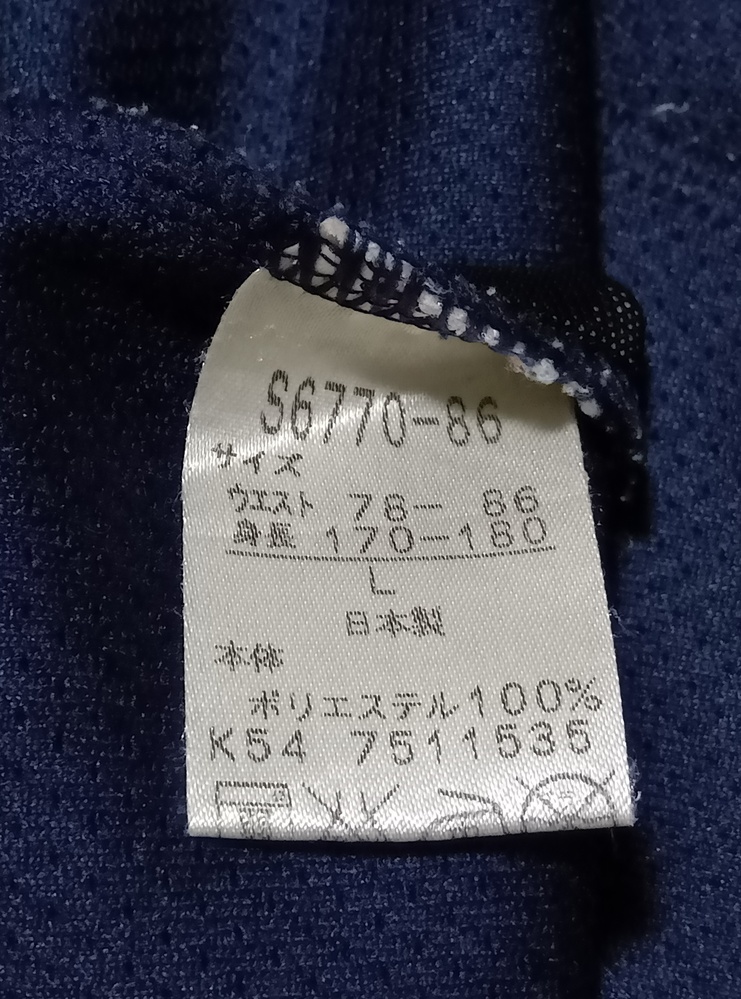 S6770-86
サイズ
ウエスト 78- 86
身長 170-180
L
日本製
本体
ポリエステル100%
K54 7511535